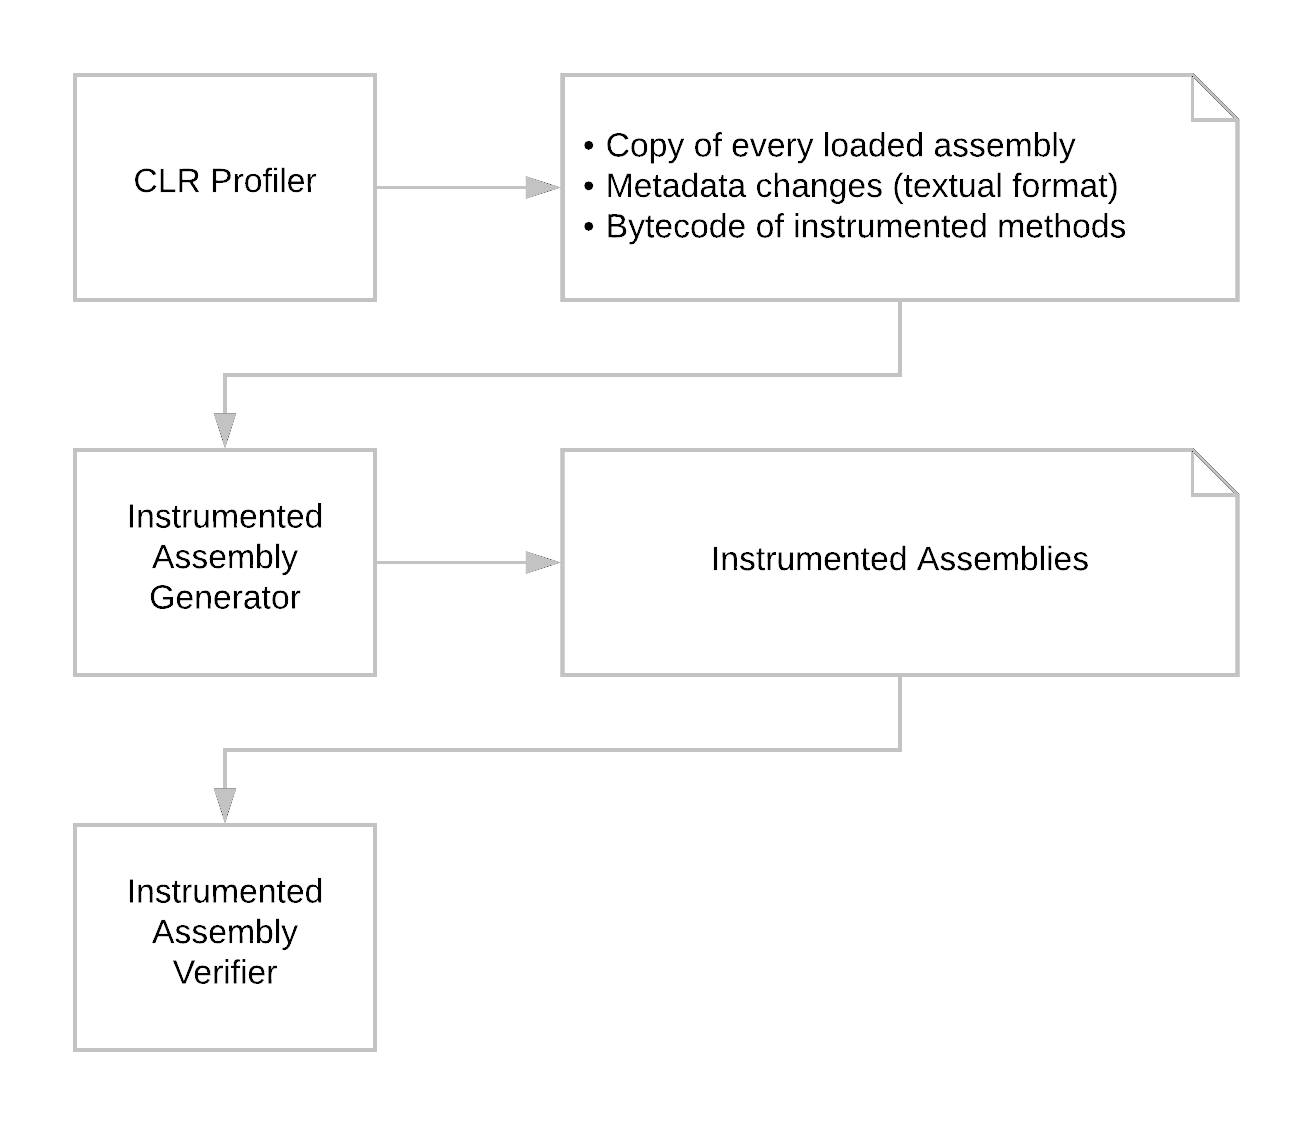 CLR Profiler
• Copy of every loaded assembly
• Metadata changes (textual format)
• Bytecode of instrumented methods
Instrumented
Assembly
Generator
Instrumented Assemblies
Instrumented
Assembly
Verifier